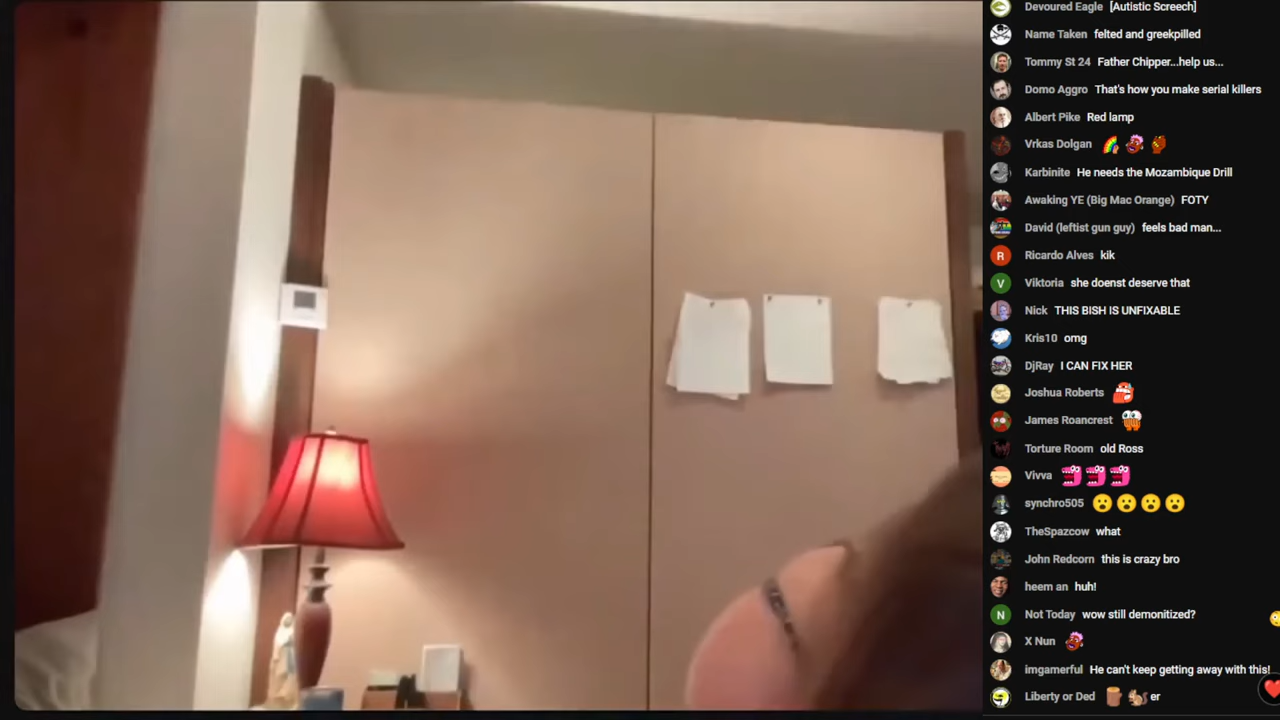 Devoured Eagle [Autistic Screech]
Name Taken felted and greekpilled
Tommy St 24 Father Chipper...help us...
Domo Aggro That's how you make serial killers
Albert Pike Red lamp
Vrkas Dolgan
Karbinite He needs the Mozambique Drill
Awaking YE (Big Mac Orange) FOTY
David (leftist gun guy) feels bad man...
R Ricardo Alves kik
V Viktoria she doenst deserve that
Nick THIS BISH IS UNFIXABLE
Kris10 omg
DjRay I CAN FIX HER
Joshua Roberts
James Roancrest
Torture Room old Ross
Vivva
synchro505
TheSpazcow what
John Redcorn this is crazy bro
heem an huh!
N Not Today wow still demonitized?
X Nun
imgamerful He can't keep getting away with this!
Liberty or Ded er